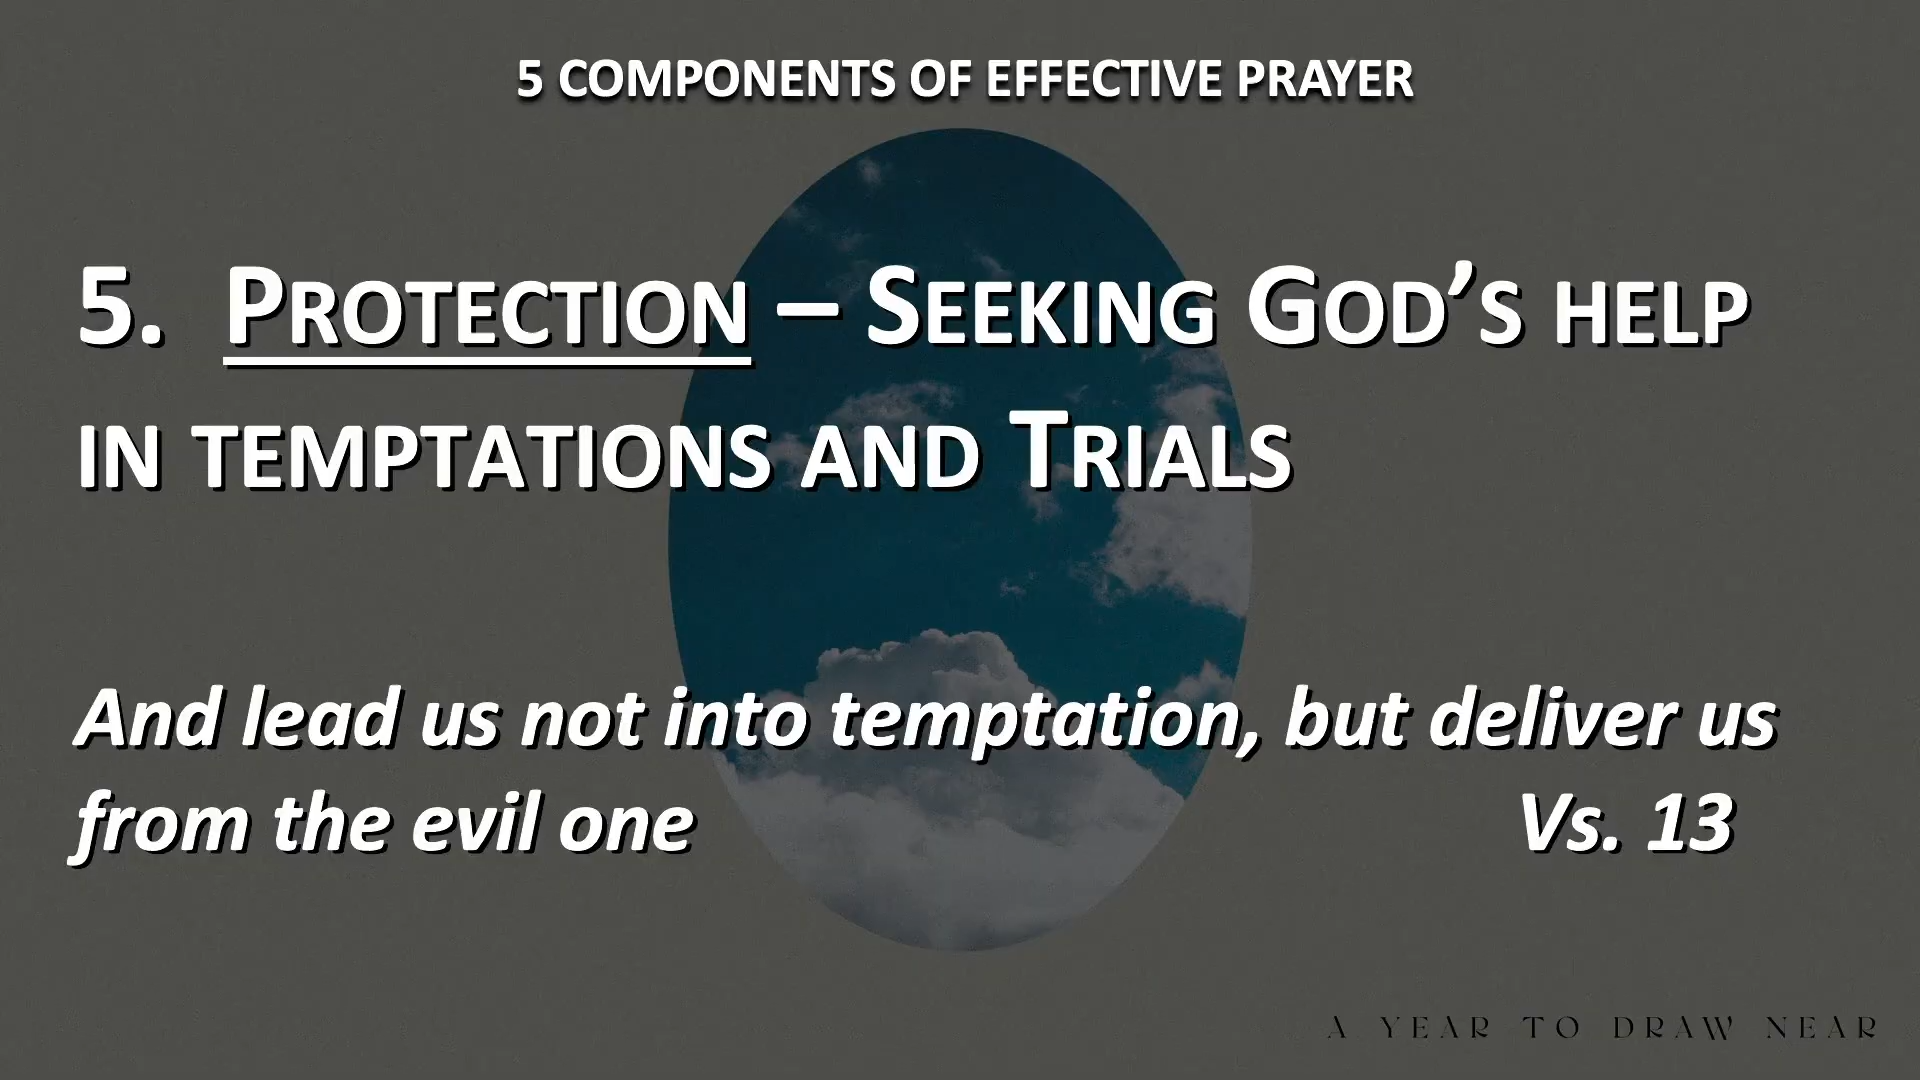 5 COMPONENTS OF EFFECTIVE PRAYER
5. PROTECTION – SEEKING GOD’S HELP
IN TEMPTATIONS AND TRIALS
And lead us not into temptation, but deliver us
from the evil one Vs. 13
A YEAR TO DRAW NEAR